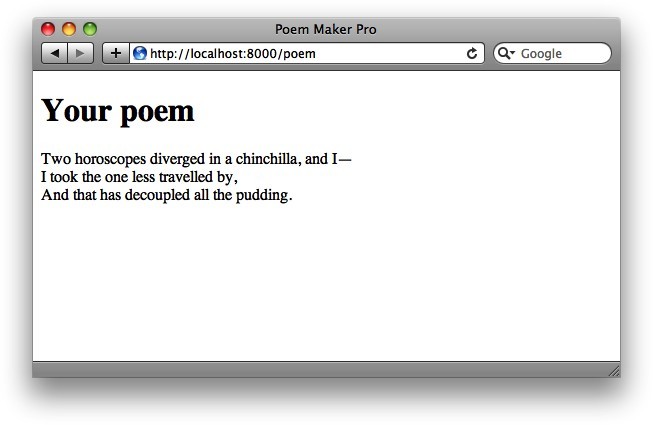 Poem Maker Pro
http://localhost:8000/poem
Google
Your poem
Two horoscopes diverged in a chinchilla, and I—
I took the one less travelled by,
And that has decoupled all the pudding.